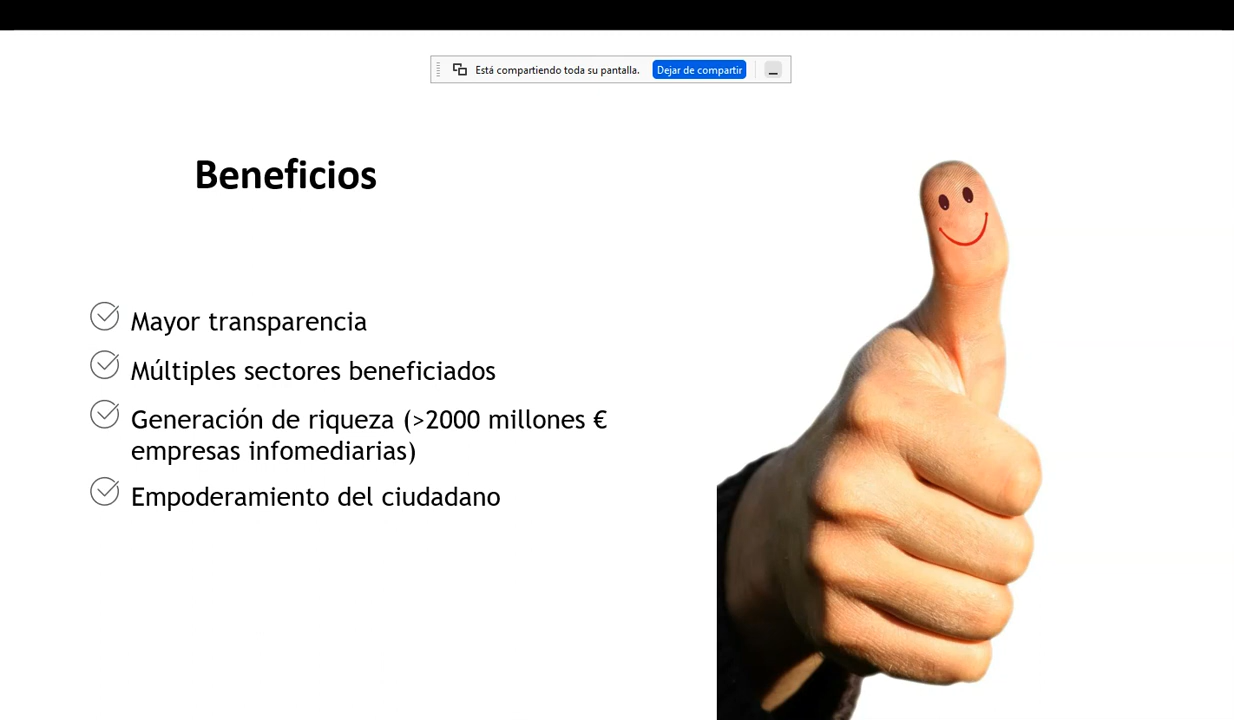 Está compartiendo toda su pantalla. Dejar de compartir
Beneficios
Mayor transparencia
Múltiples sectores beneficiados
Generación de riqueza (>2000 millones €
empresas infomediarias)
Empoderamiento del ciudadano